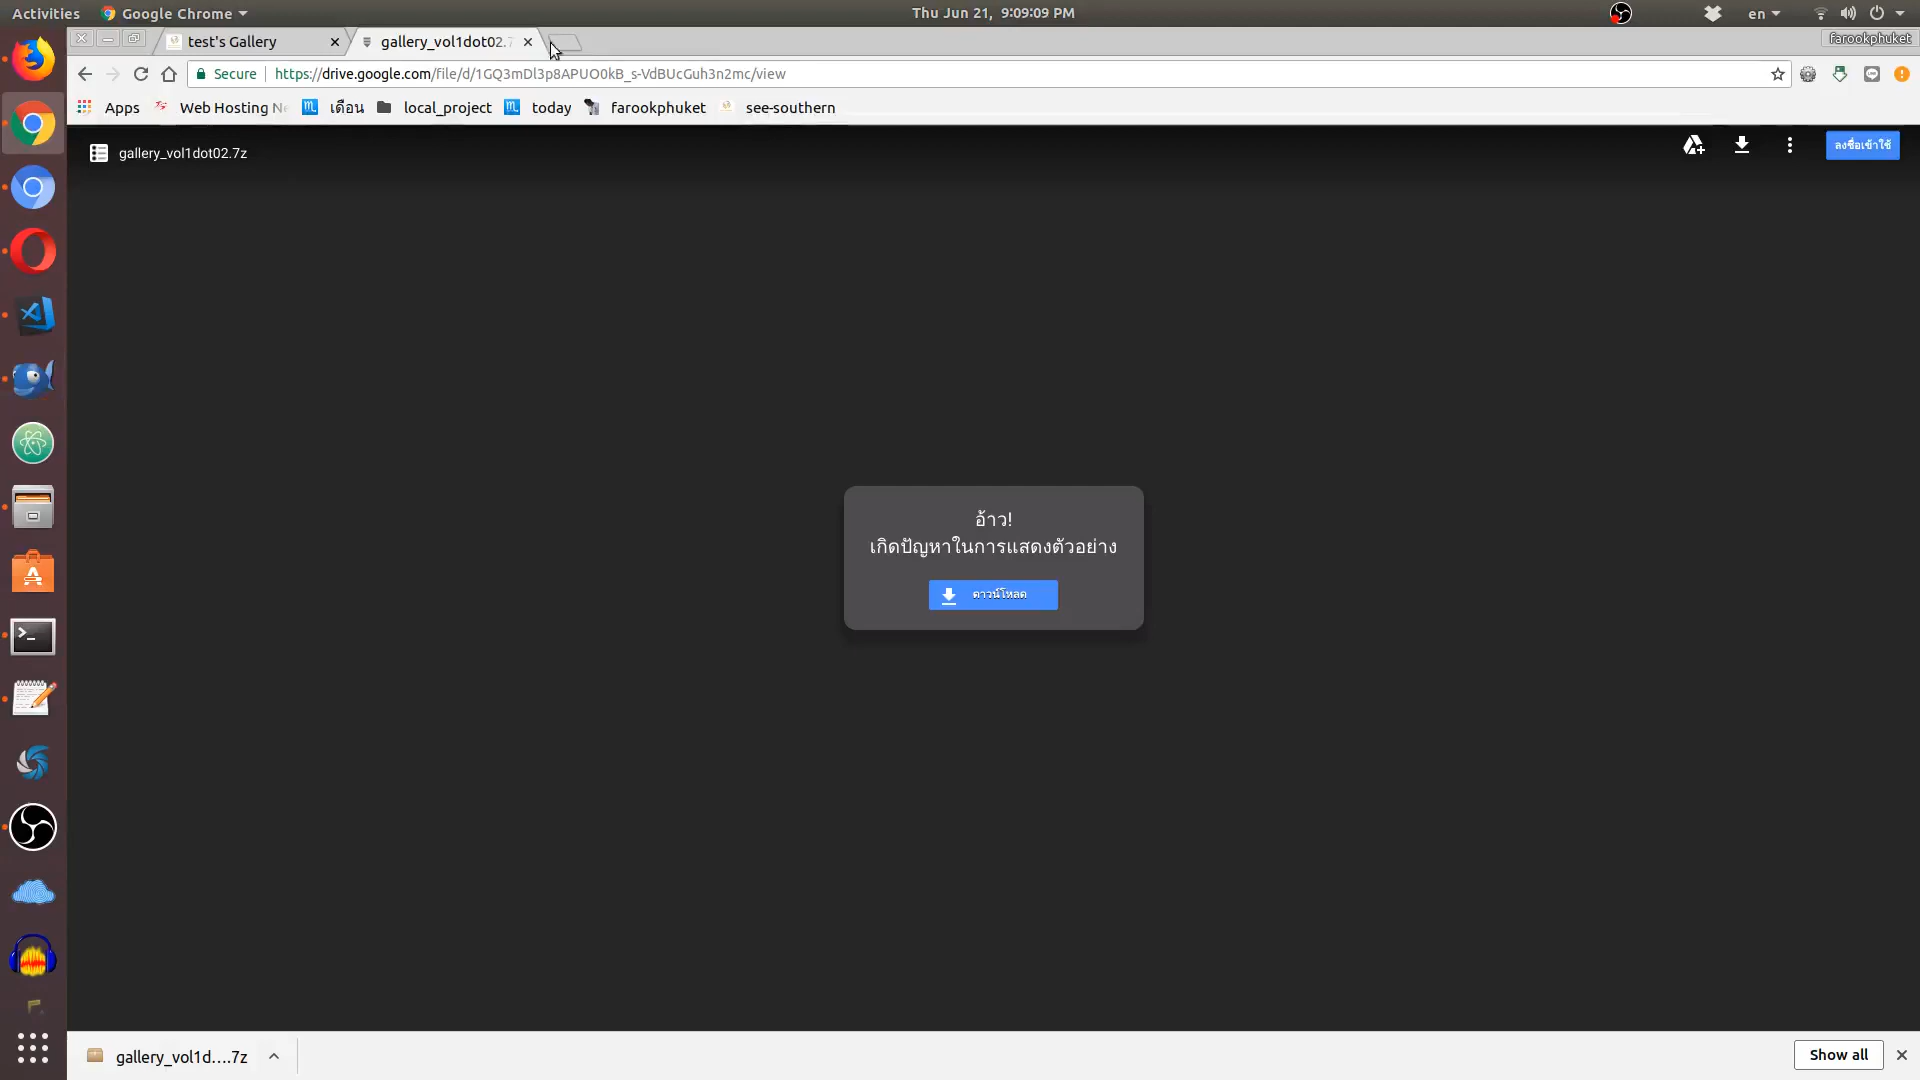 Activities
Google Chrome
Thu Jun 21, 9:09:09 PM
en
test's Gallery
gallery_vol1dot02.7
farookphuket
Secure
https://drive.google.com/file/d/1GQ3mDl3p8APUO0kB_s-VdBUcGuh3n2mc/view
Apps
Web Hosting Ne
เดือน
local_project
today
farookphuket
see-southern
gallery_vol1dot02.7z
ลงชื่อเข้าใช้
อ้าว!
เกิดปัญหาในการแสดงตัวอย่าง
ดาวน์โหลด
gallery_vol1d....7z
Show all